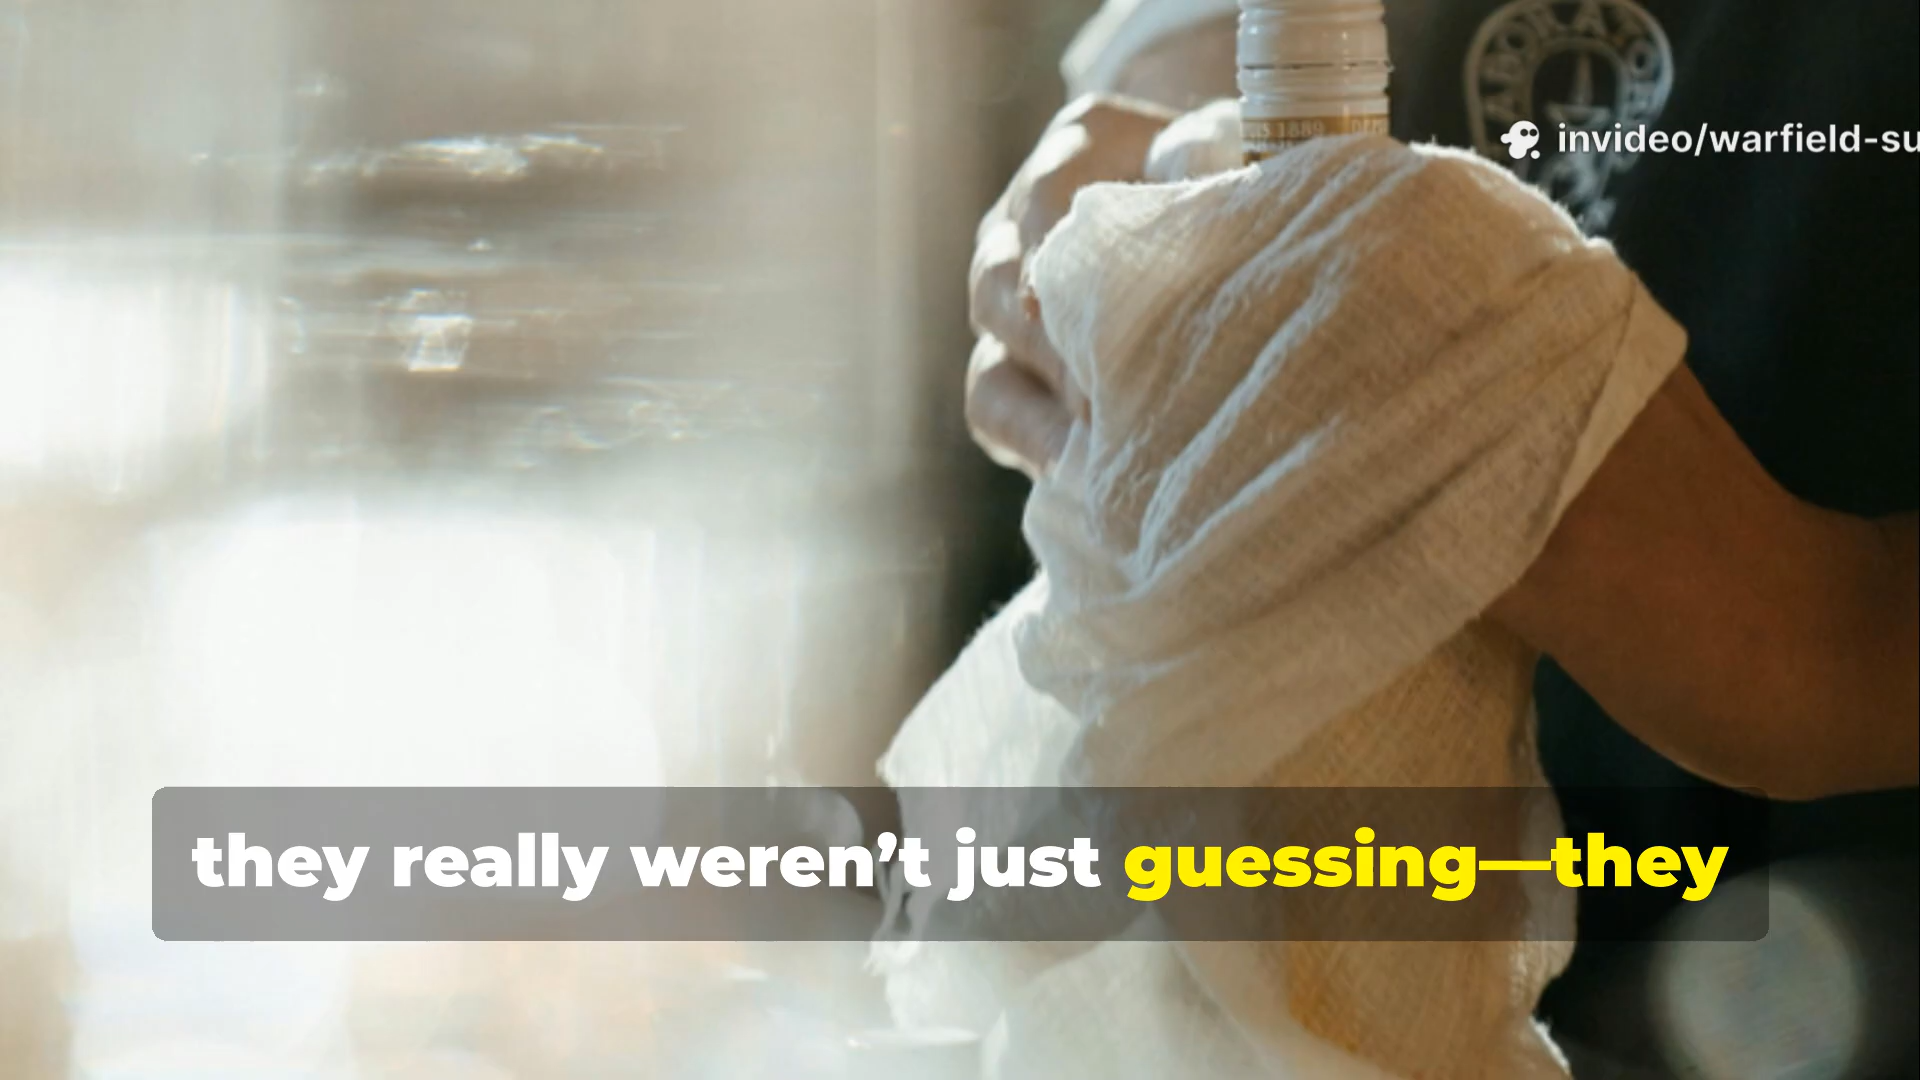 invideo/warfield-su
they really weren’t just guessing—they